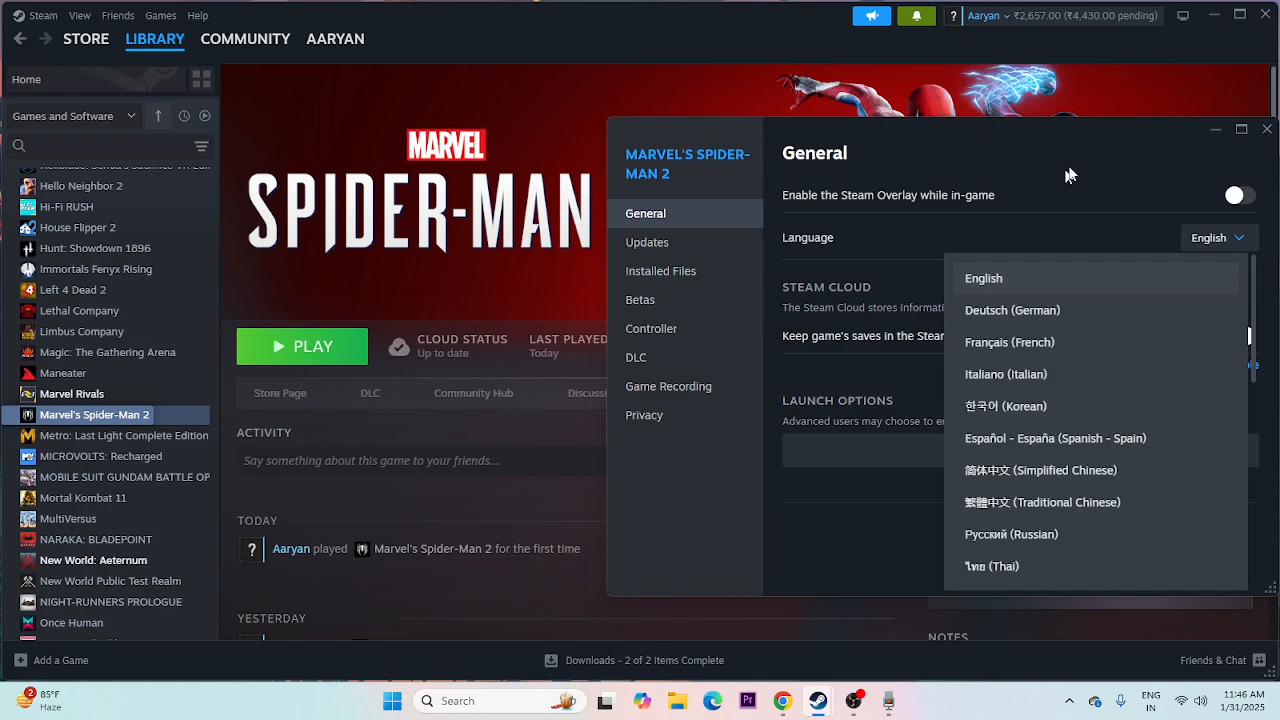 Steam View Friends Games Help
? Aaryan ₹2,657.00 (₹4,430.00 pending)
STORE LIBRARY COMMUNITY AARYAN
Home
Games and Software
Hello Neighbor 2
Hi-Fi RUSH
House Flipper 2
Hunt: Showdown 1896
Immortals Fenyx Rising
Left 4 Dead 2
Lethal Company
Limbus Company
Magic: The Gathering Arena
Maneater
Marvel Rivals
Marvel's Spider-Man 2
Metro: Last Light Complete Edition
MICROVOLTS: Recharged
MOBILE SUIT GUNDAM BATTLE OP
Mortal Kombat 11
MultiVersus
NARAKA: BLADEPOINT
New World: Aeternum
New World Public Test Realm
NIGHT-RUNNERS PROLOGUE
Once Human
MARVEL
SPIDER-MAN
PLAY
CLOUD STATUS
Up to date
LAST PLAYED
Today
Store Page DLC Community Hub Discuss
ACTIVITY
Say something about this game to your friends...
TODAY
? Aaryan played Marvel's Spider-Man 2 for the first time
YESTERDAY
NOTES
MARVEL'S SPIDER-
MAN 2
General
Updates
Installed Files
Betas
Controller
DLC
Game Recording
Privacy
General
Enable the Steam Overlay while in-game
Language
English
STEAM CLOUD
The Steam Cloud stores informati
Keep game's saves in the Steam
LAUNCH OPTIONS
Advanced users may choose to en
English
Deutsch (German)
Français (French)
Italiano (Italian)
한국어 (Korean)
Español - España (Spanish - Spain)
简体中文 (Simplified Chinese)
繁體中文 (Traditional Chinese)
Русский (Russian)
ไทย (Thai)
Add a Game
Downloads - 2 of 2 Items Complete
Friends & Chat
2
85°F
Haze
Search
Pr
ENG
IN
11:46 AM
1/31/2025